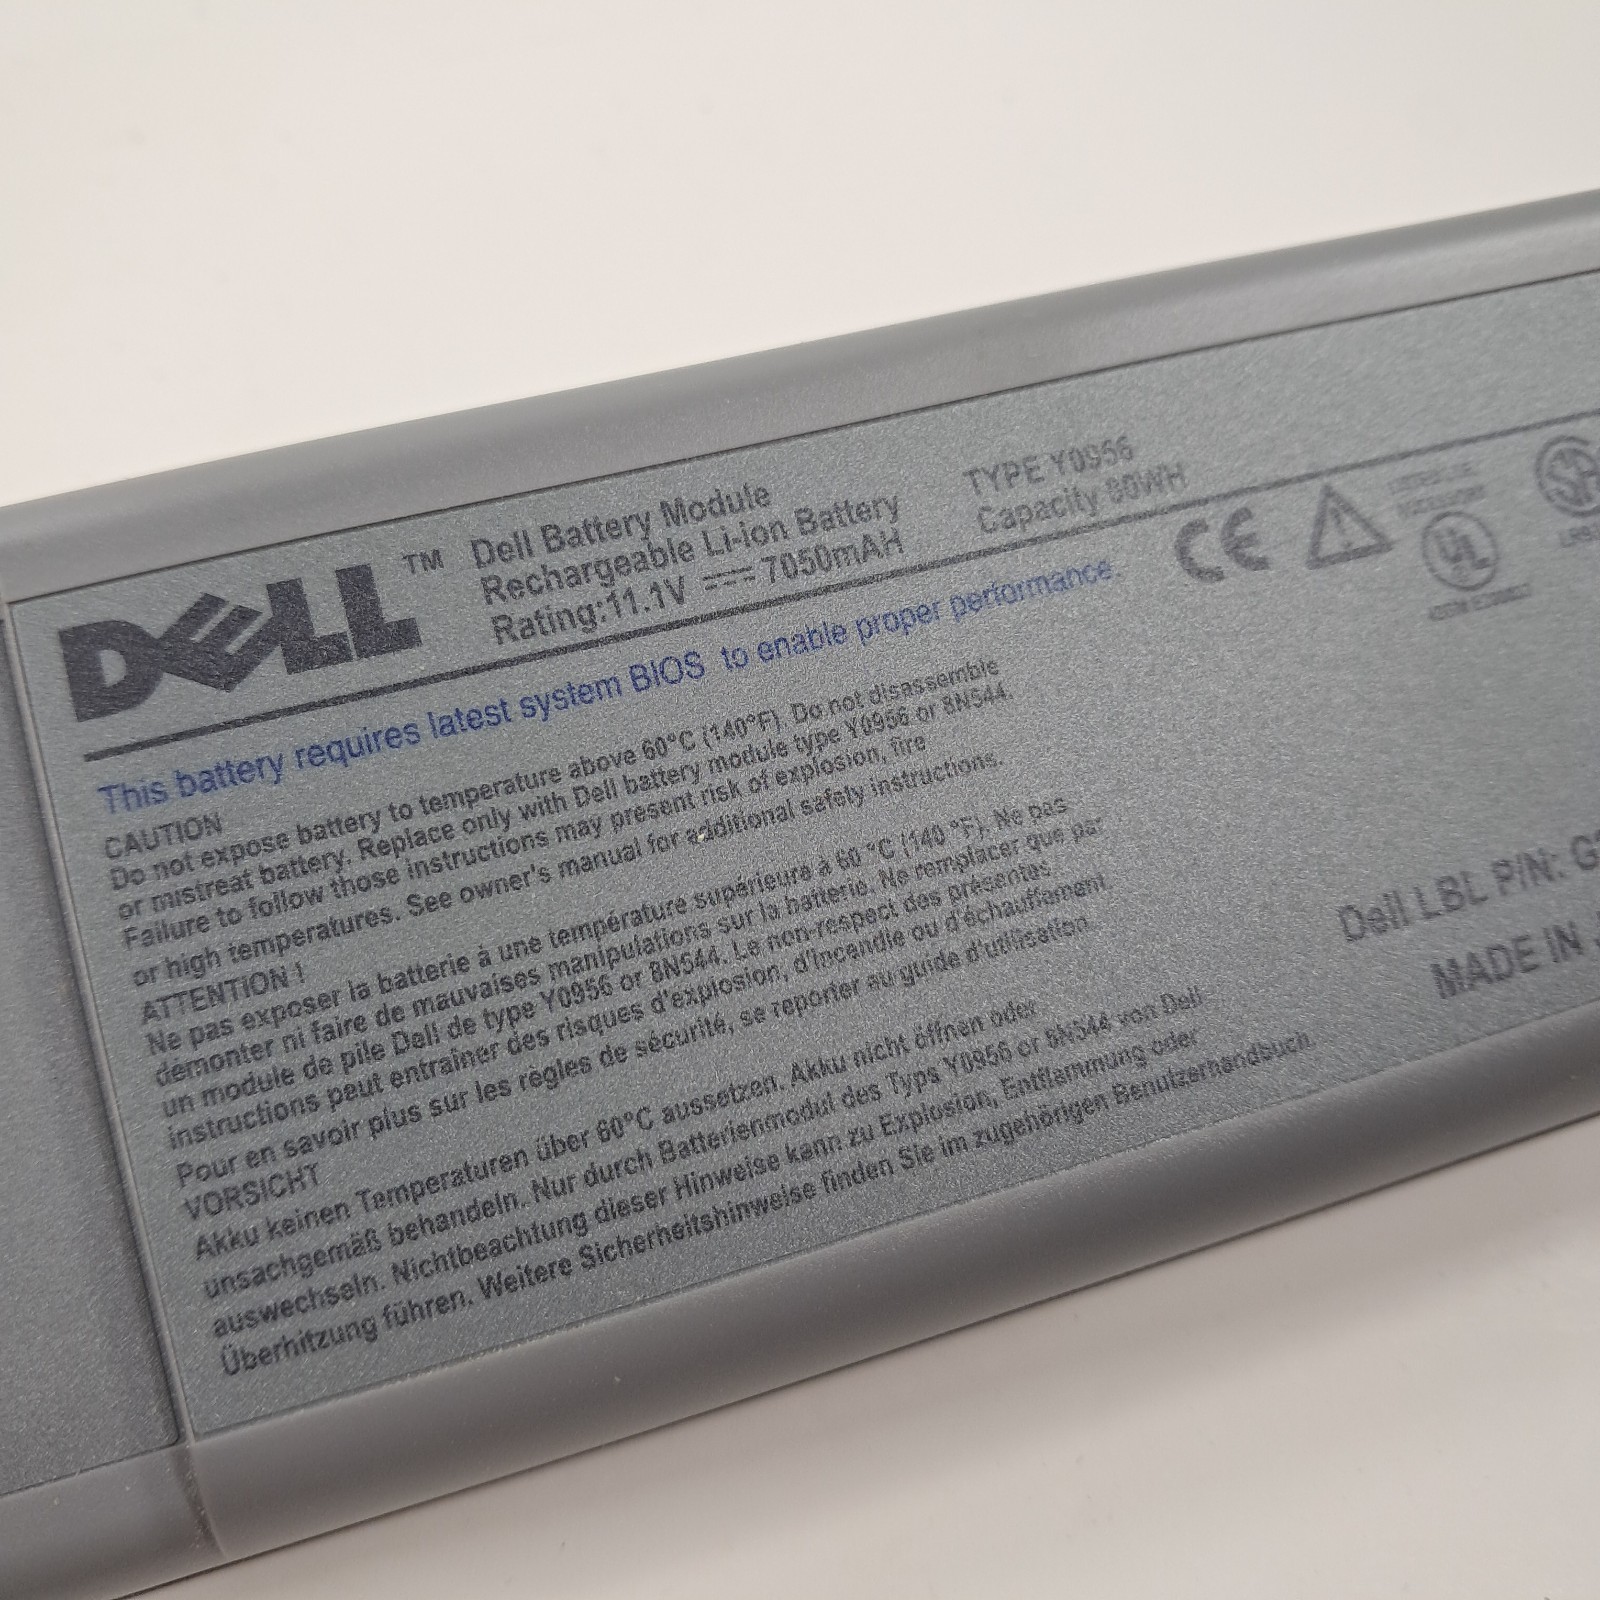 DELL™
Dell Battery Module
Rechargeable Li-ion Battery
Rating:11.1V ⎓ 7050mAH
TYPE Y0956
Capacity 80WH
This battery requires latest system BIOS to enable proper performance.
CAUTION
Do not expose battery to temperature above 60°C (140°F). Do not disassemble
or mistreat battery. Replace only with Dell battery module type Y0956 or 8N544.
Failure to follow those instructions may present risk of explosion, fire
or high temperatures. See owner's manual for additional safety instructions.
ATTENTION !
Ne pas exposer la batterie à une température supérieure à 60 °C (140 °F). Ne pas
démonter ni faire de mauvaises manipulations sur la batterie. Ne remplacer que par
un module de pile Dell de type Y0956 or 8N544. Le non-respect des présentes
instructions peut entraîner des risques d'explosion, d'incendie ou d'échauffement.
Pour en savoir plus sur les règles de sécurité, se reporter au guide d'utilisation.
VORSICHT
Akku keinen Temperaturen über 60°C aussetzen. Akku nicht öffnen oder
unsachgemäß behandeln. Nur durch Batterienmodul des Typs Y0956 or 8N544 von Dell
auswechseln. Nichtbeachtung dieser Hinweise kann zu Explosion, Entflammung oder
Überhitzung führen. Weitere Sicherheitshinweise finden Sie im zugehörigen Benutzerhandbuch.
CE
UL
Dell LBL P/N:
MADE IN